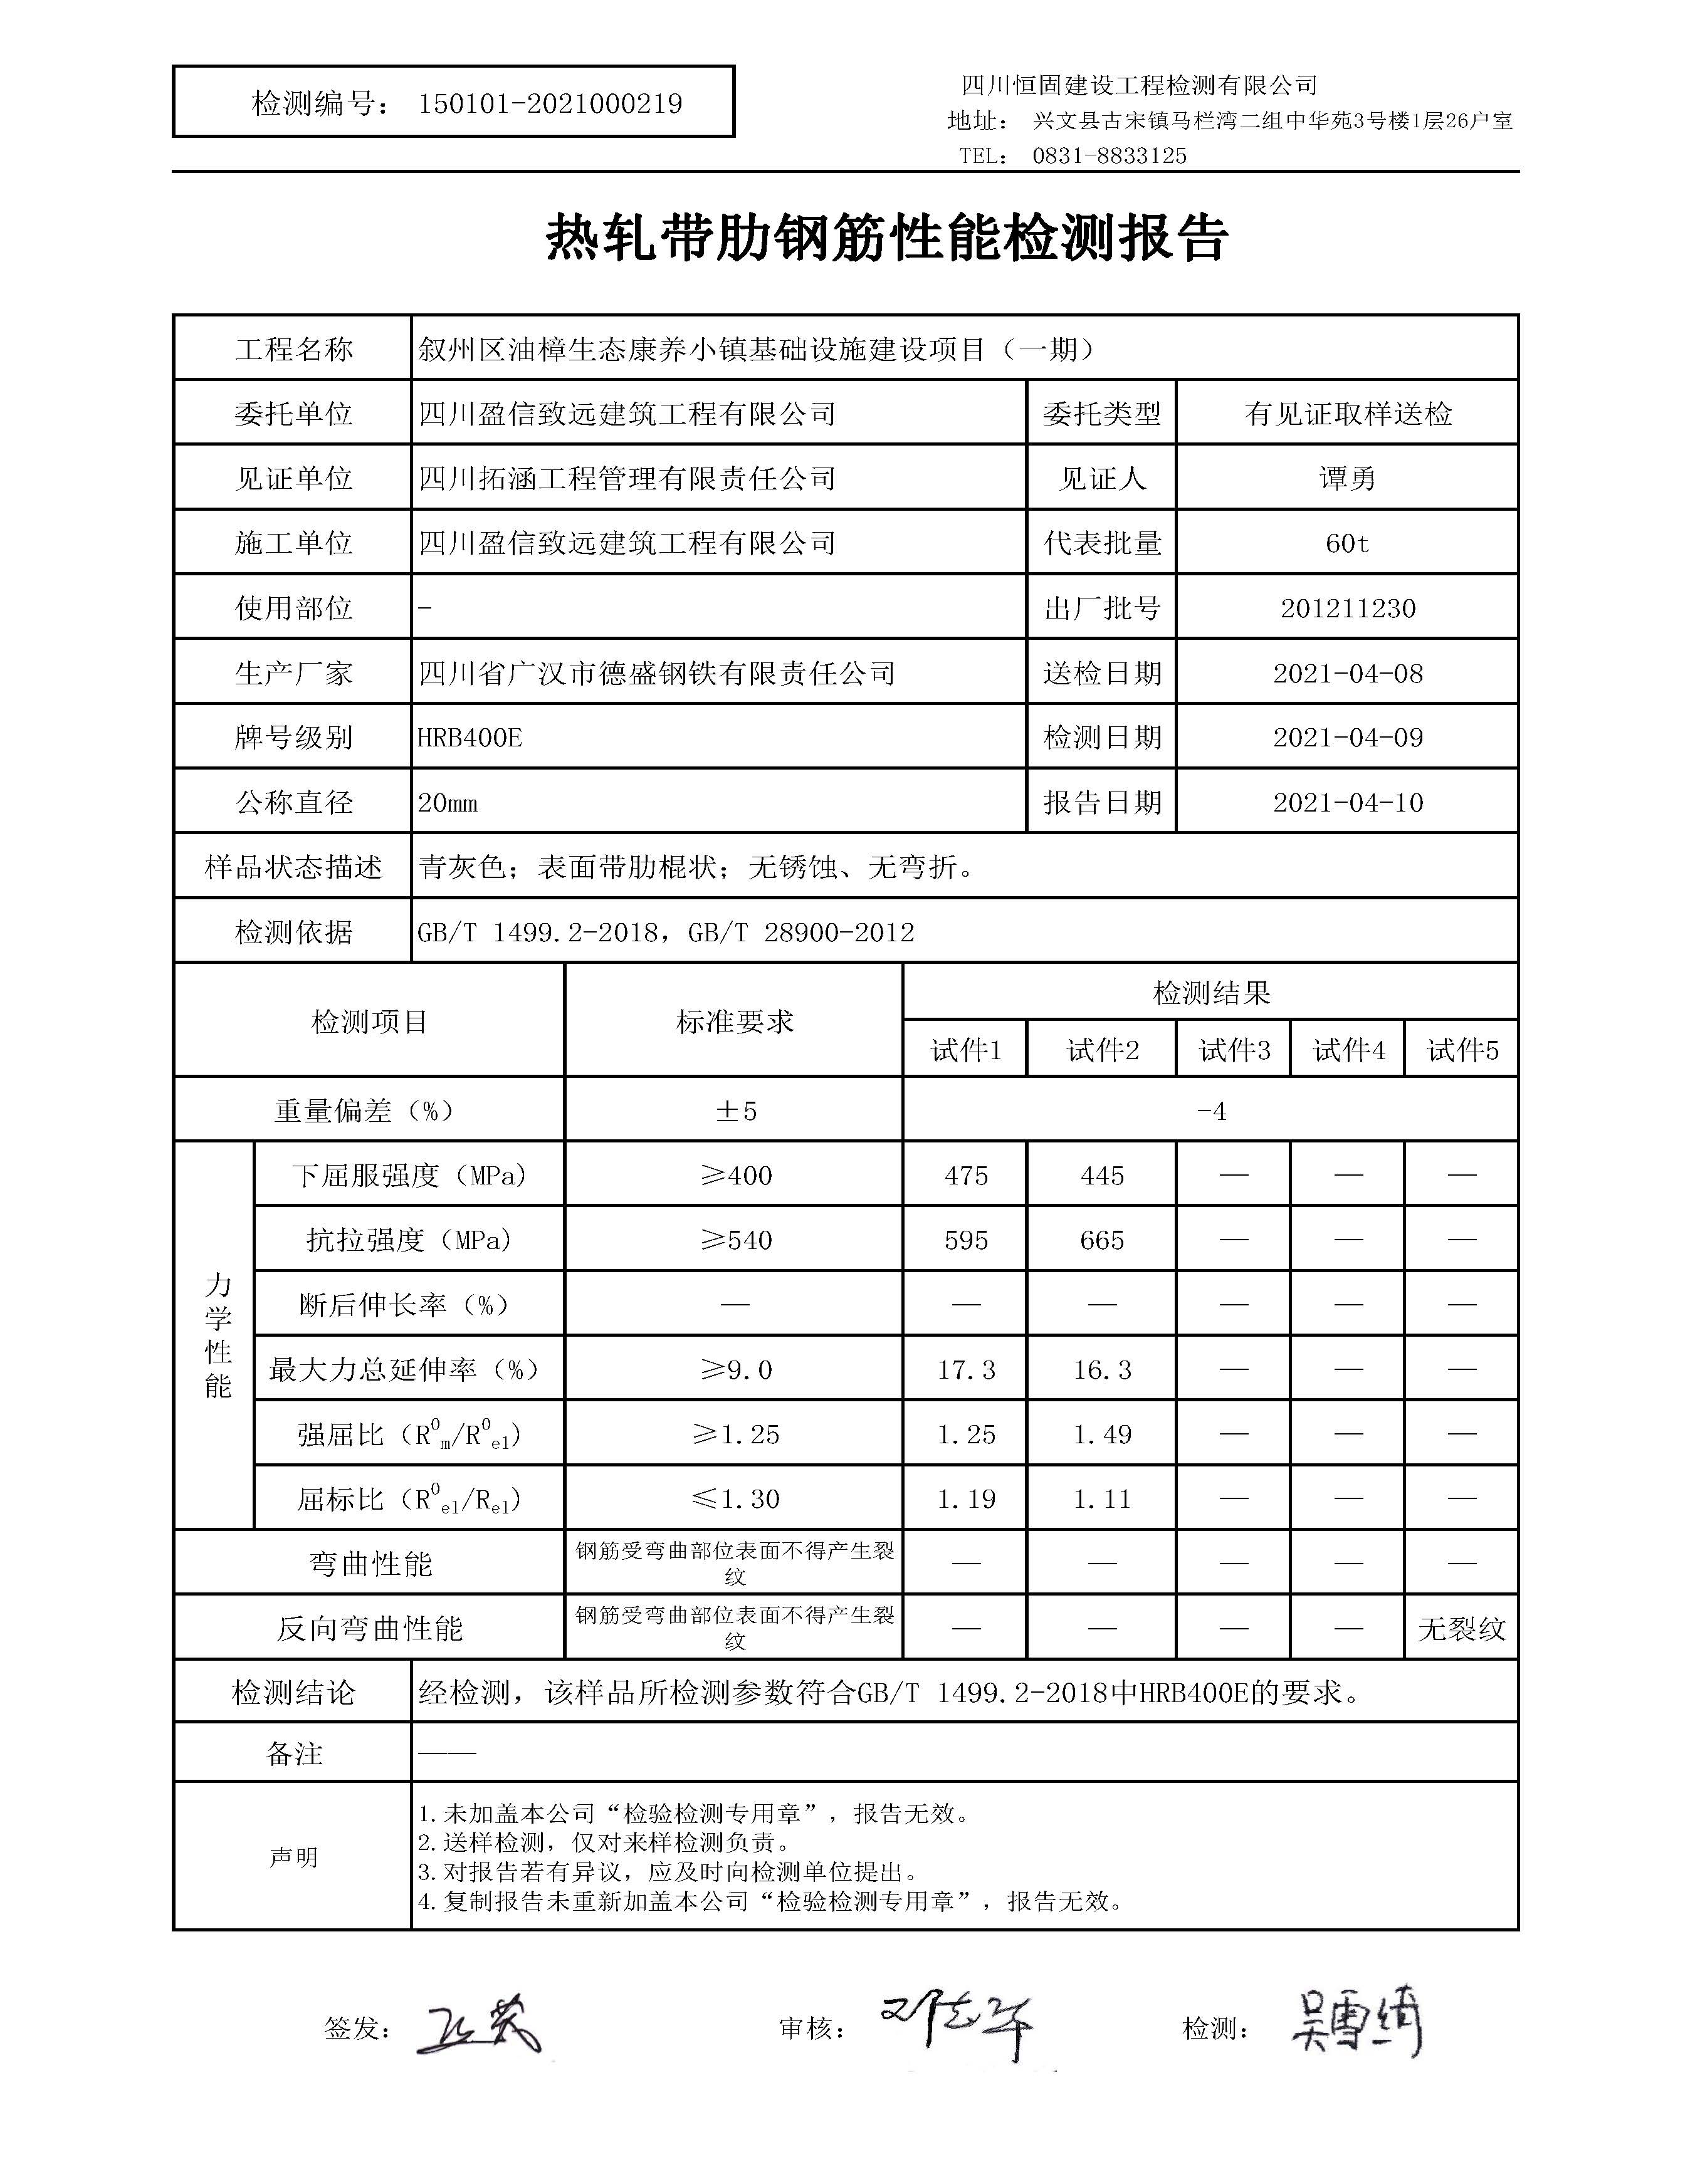 检测编号： 150101-2021000219
四川恒固建设工程检测有限公司
地址： 兴文县古宋镇马栏湾二组中华苑3号楼1层26户室
TEL： 0831-8833125
热轧带肋钢筋性能检测报告
工程名称 叙州区油樟生态康养小镇基础设施建设项目（一期）
委托单位 四川盈信致远建筑工程有限公司 委托类型 有见证取样送检
见证单位 四川拓涵工程管理有限责任公司 见证人 谭勇
施工单位 四川盈信致远建筑工程有限公司 代表批量 60t
使用部位 - 出厂批号 201211230
生产厂家 四川省广汉市德盛钢铁有限责任公司 送检日期 2021-04-08
牌号级别 HRB400E 检测日期 2021-04-09
公称直径 20mm 报告日期 2021-04-10
样品状态描述 青灰色；表面带肋棍状；无锈蚀、无弯折。
检测依据 GB/T 1499.2-2018，GB/T 28900-2012
检测项目 标准要求 检测结果
试件1 试件2 试件3 试件4 试件5
重量偏差（%） ±5 -4
力学性能
下屈服强度（MPa） ≥400 475 445 — — —
抗拉强度（MPa） ≥540 595 665 — — —
断后伸长率（%） — — — — — —
最大力总延伸率（%） ≥9.0 17.3 16.3 — — —
强屈比（R⁰m/R⁰el） ≥1.25 1.25 1.49 — — —
屈标比（R⁰el/Rel） ≤1.30 1.19 1.11 — — —
弯曲性能 钢筋受弯曲部位表面不得产生裂纹 — — — — —
反向弯曲性能 钢筋受弯曲部位表面不得产生裂纹 — — — — 无裂纹
检测结论 经检测，该样品所检测参数符合GB/T 1499.2-2018中HRB400E的要求。
备注 ——
声明
1.未加盖本公司“检验检测专用章”，报告无效。
2.送样检测，仅对来样检测负责。
3.对报告若有异议，应及时向检测单位提出。
4.复制报告未重新加盖本公司“检验检测专用章”，报告无效。
签发： 审核： 邓志华 检测： 吴雪绮